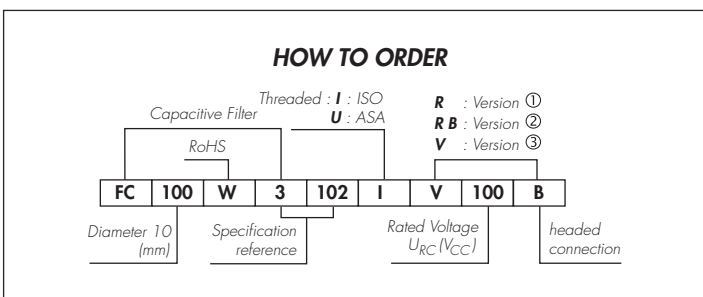 HOW TO ORDER
Capacitive Filter
RoHS
Threaded : I : ISO
U : ASA
R : Version ①
R B : Version ②
V : Version ③
FC 100 W 3 102 I V 100 B
Diameter 10
(mm)
Specification
reference
Rated Voltage
URC (VCC)
headed
connection